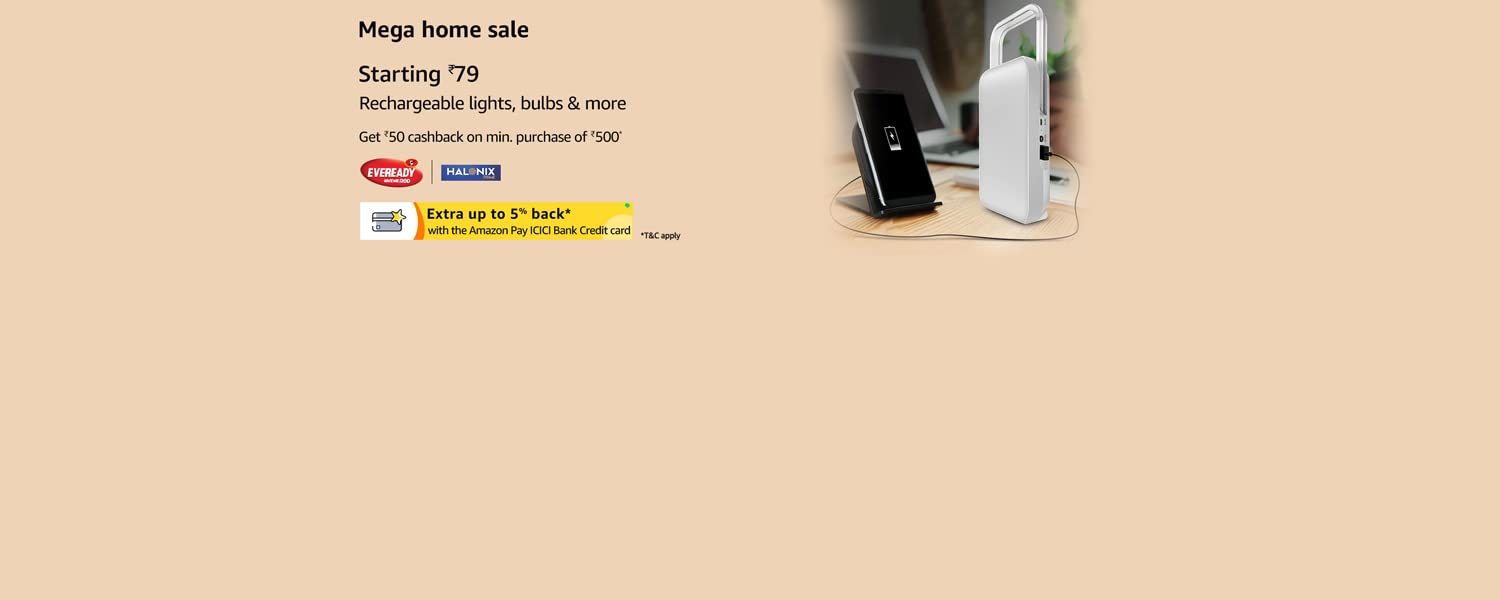 Mega home sale
Starting ₹79
Rechargeable lights, bulbs & more
Get ₹50 cashback on min. purchase of ₹500*
EVEREADY
HALONIX
Extra up to 5% back*
with the Amazon Pay ICICI Bank Credit card
*T&C apply